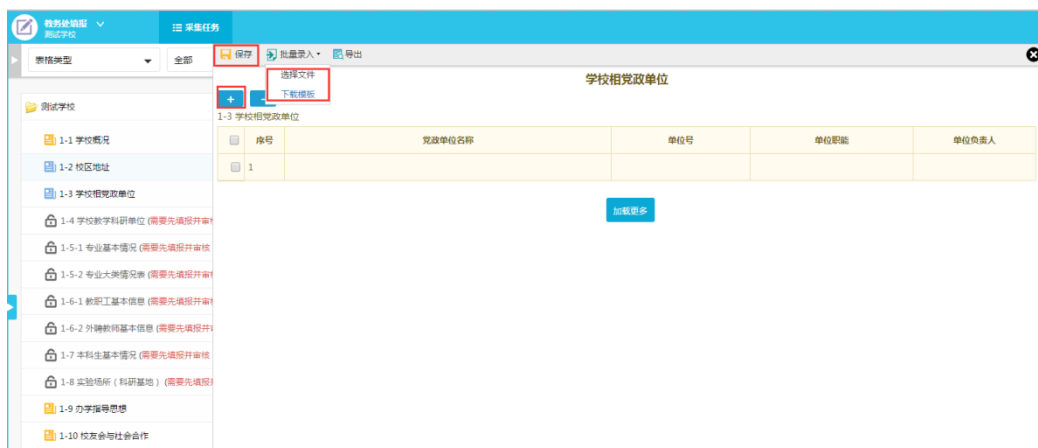 教务处填报
测试学校
采集任务
表格类型
全部
保存
批量录入
导出
选择文件
下载模板
学校相党政单位
+
-
1-3 学校相党政单位
序号
党政单位名称
单位号
单位职能
单位负责人
1
加载更多
测试学校
1-1 学校概况
1-2 校区地址
1-3 学校相党政单位
1-4 学校教学科研单位 (需要先填报并审
1-5-1 专业基本情况 (需要先填报并审核
1-5-2 专业大类情况表 (需要先填报并审
1-6-1 教职工基本信息 (需要先填报并审
1-6-2 外聘教师基本信息 (需要先填报并
1-7 本科生基本情况 (需要先填报并审核
1-8 实验场所 ( 科研基地 ) (需要先填报
1-9 办学指导思想
1-10 校友会与社会合作